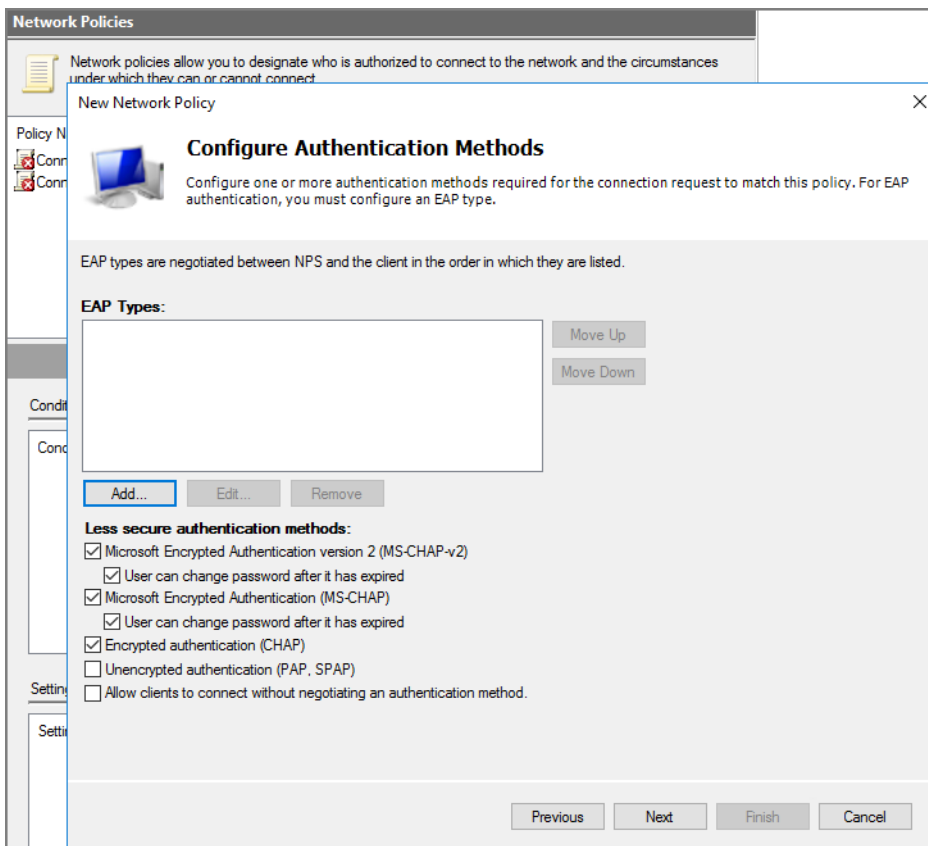 Network Policies
Network policies allow you to designate who is authorized to connect to the network and the circumstances
under which they can or cannot connect
New Network Policy
Policy N
Configure Authentication Methods
Conn
Conn
Configure one or more authentication methods required for the connection request to match this policy. For EAP
authentication, you must configure an EAP type.
EAP types are negotiated between NPS and the client in the order in which they are listed.
EAP Types:
Move Up
Move Down
Condit
Cond
Add... Edit... Remove
Less secure authentication methods:
Microsoft Encrypted Authentication version 2 (MS-CHAP-v2)
User can change password after it has expired
Microsoft Encrypted Authentication (MS-CHAP)
User can change password after it has expired
Encrypted authentication (CHAP)
Unencrypted authentication (PAP, SPAP)
Setting
Allow clients to connect without negotiating an authentication method.
Settin
Previous Next Finish Cancel